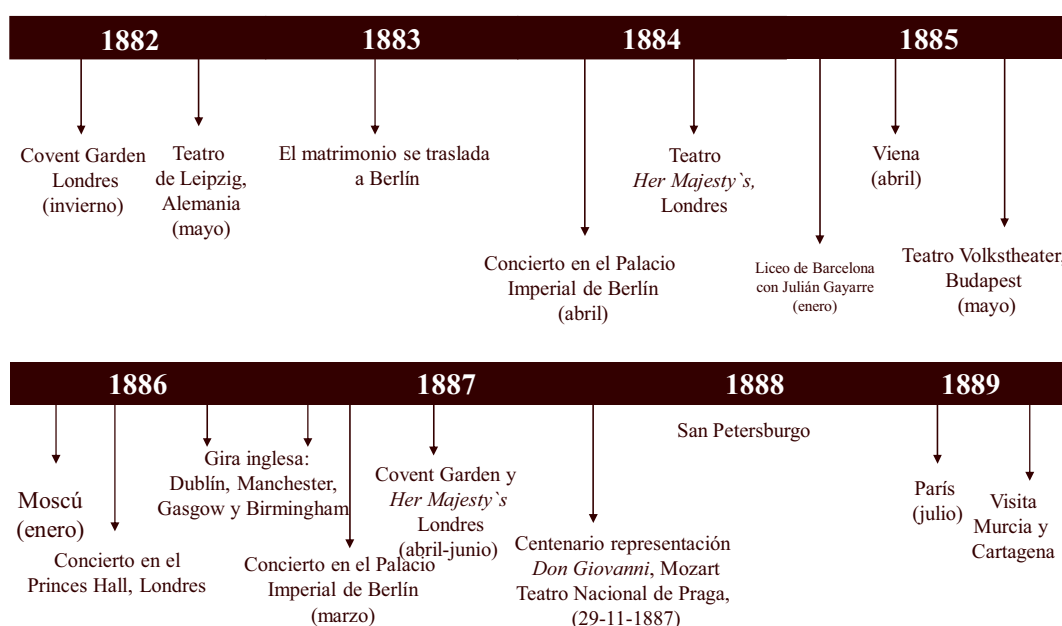 1882
1883
1884
1885
Covent Garden
Londres
(invierno)
Teatro
de Leipzig,
Alemania
(mayo)
El matrimonio se traslada
a Berlín
Concierto en el Palacio
Imperial de Berlín
(abril)
Teatro
Her Majesty`s,
Londres
Liceo de Barcelona
con Julián Gayarre
(enero)
Viena
(abril)
Teatro Volkstheater,
Budapest
(mayo)
1886
1887
1888
1889
Moscú
(enero)
Concierto en el
Princes Hall, Londres
Gira inglesa:
Dublín, Manchester,
Gasgow y Birmingham
Concierto en el Palacio
Imperial de Berlín
(marzo)
Covent Garden y
Her Majesty`s
Londres
(abril-junio)
Centenario representación
Don Giovanni, Mozart
Teatro Nacional de Praga,
(29-11-1887)
San Petersburgo
París
(julio)
Visita
Murcia y
Cartagena